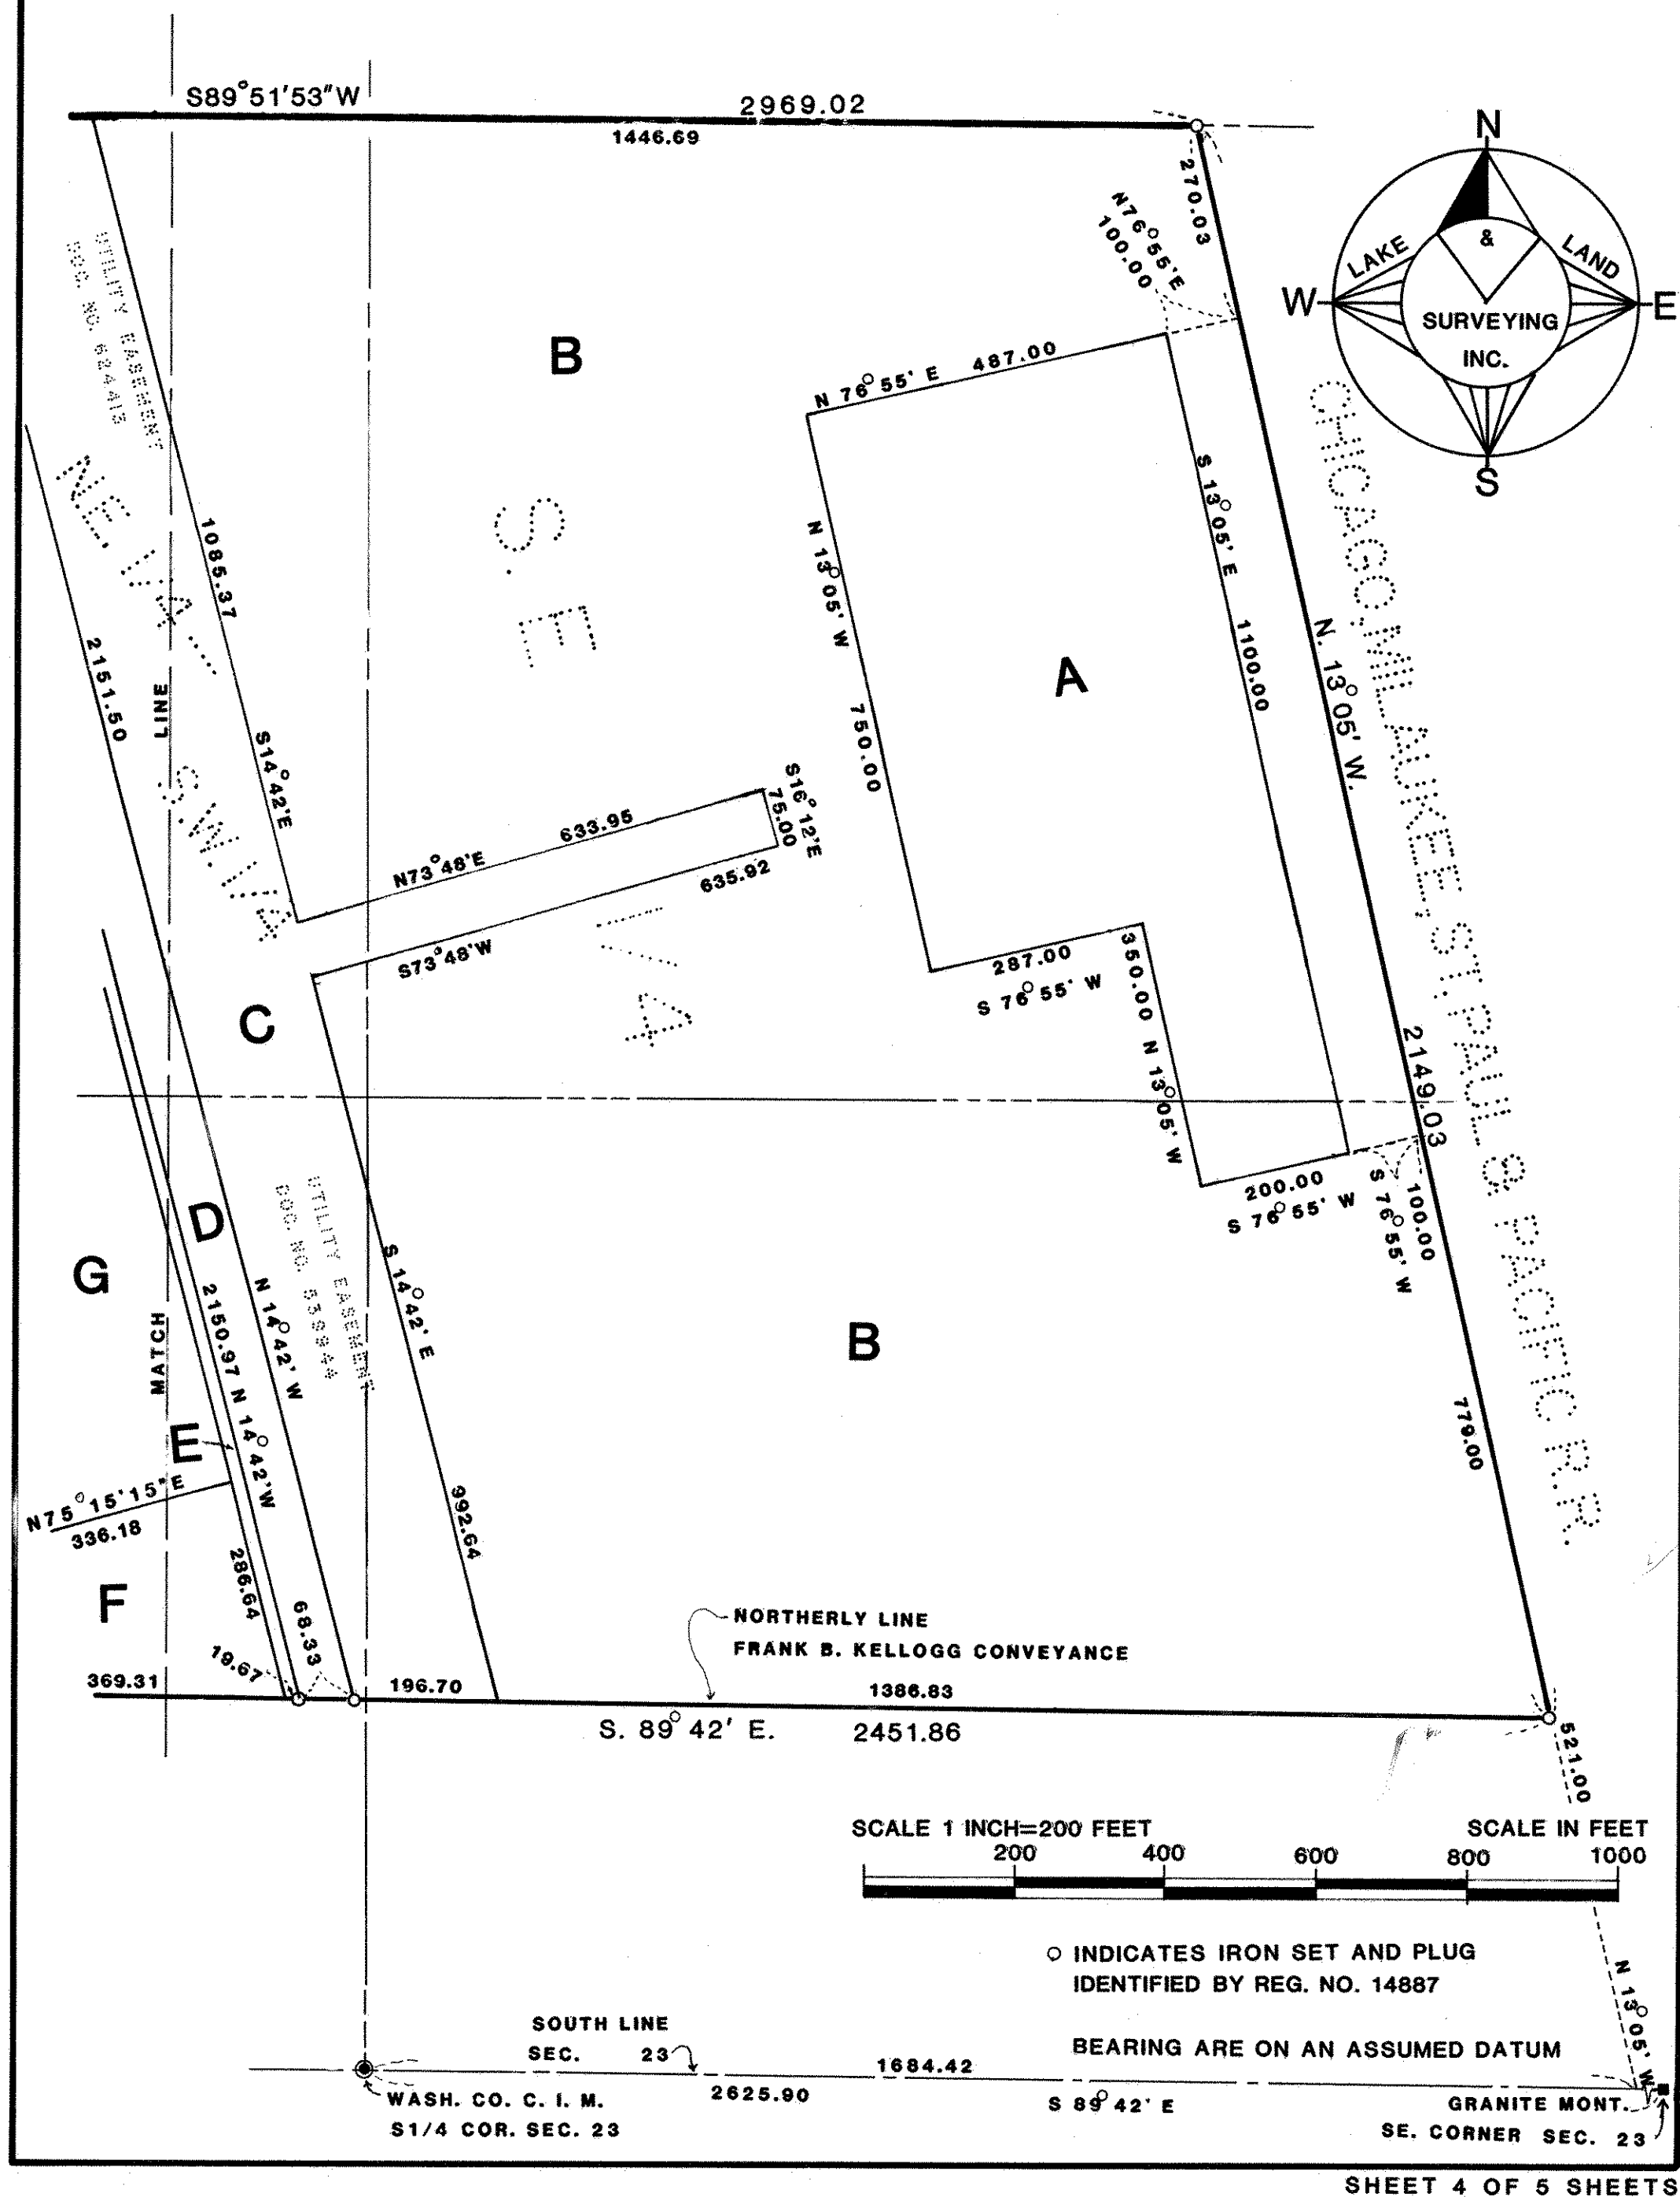 S89°51'53"W
2969.02
1446.69
270.03
N76°55'E
100.00
N
LAKE
&
LAND
W
E
SURVEYING
INC.
S
B
N 76° 55' E 487.00
UTILITY EASEMENT
DOC. NO. 624415
NE.1/4-
S.E
1/4
N 13° 05' W
750.00
S 13° 05' E
1100.00
A
N. 13° 05' W.
2149.03
CHICAGO, MILWAUKEE, ST. PAUL & PACIFIC R.R.
1085.37
S14° 42'E
2151.50
LINE
S.W.1/4
S16° 12'E
75.00
633.95
N73° 48'E
635.92
S73° 48'W
287.00
S 76° 55' W
350.00 N 13° 05' W
C
200.00
S 76° 55' W
100.00
S 76° 55' W
D
G
UTILITY EASEMENT
S 14° 42' E
992.64
N 14° 42' W
2150.97 N 14° 42' W
B
MATCH
E
N75° 15'15"E
336.18
286.64
779.00
F
68.33
19.67
NORTHERLY LINE
FRANK B. KELLOGG CONVEYANCE
369.31
196.70
1386.83
S. 89° 42' E.
2451.86
521.00
SCALE 1 INCH=200 FEET
SCALE IN FEET
200 400 600 800 1000
O INDICATES IRON SET AND PLUG
IDENTIFIED BY REG. NO. 14887
N 13° 05' W
SOUTH LINE
SEC. 23
BEARING ARE ON AN ASSUMED DATUM
1684.42
2625.90
S 89° 42' E
WASH. CO. C. I. M.
S1/4 COR. SEC. 23
GRANITE MONT.
SE. CORNER SEC. 23
SHEET 4 OF 5 SHEETS